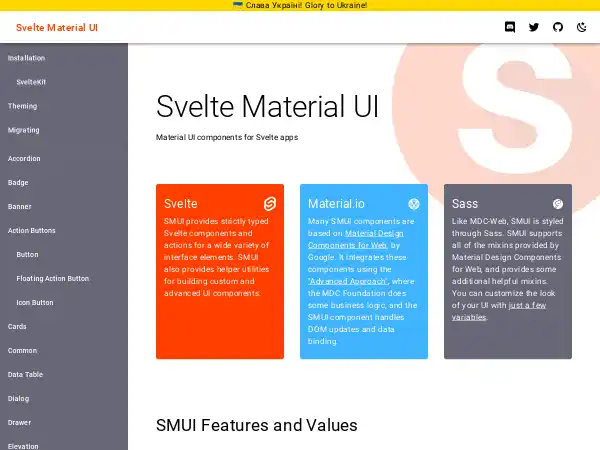 Слава Україні! Glory to Ukraine!
Svelte Material UI
Installation
SvelteKit
Theming
Migrating
Accordion
Badge
Banner
Action Buttons
Button
Floating Action Button
Icon Button
Cards
Common
Data Table
Dialog
Drawer
Elevation
S
Svelte Material UI
Material UI components for Svelte apps
Svelte
SMUI provides strictly typed
Svelte components and
actions for a wide variety of
interface elements. SMUI
also provides helper utilities
for building custom and
advanced UI components.
Material.io
Many SMUI components are
based on Material Design
Components for Web, by
Google. It integrates these
components using the
"Advanced Approach", where
the MDC Foundation does
some business logic, and the
SMUI component handles
DOM updates and data
binding.
Sass
Like MDC-Web, SMUI is styled
through Sass. SMUI supports
all of the mixins provided by
Material Design Components
for Web, and provides some
additional helpful mixins.
You can customize the look
of your UI with just a few
variables.
SMUI Features and Values